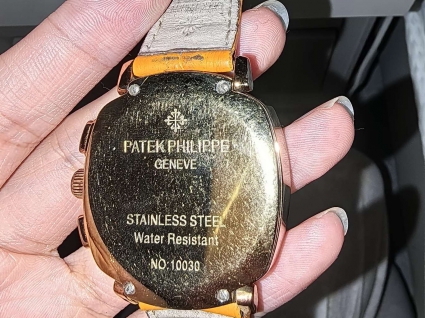 PATEK PHILIPPE
GENEVE
STAINLESS STEEL
Water Resistant
NO:10030